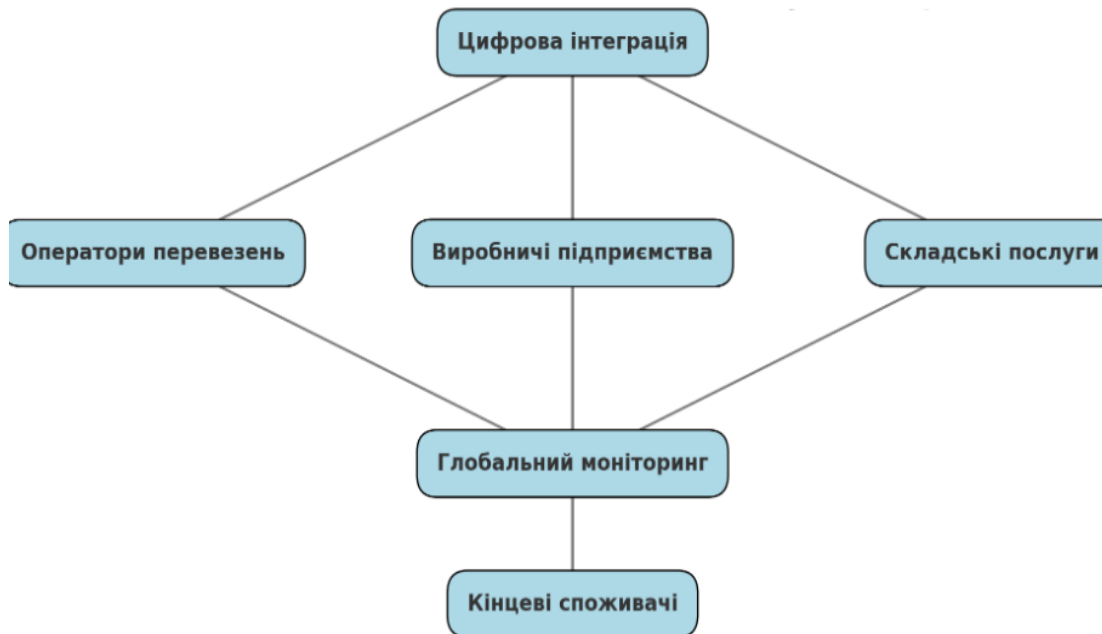 Цифрова інтеграція
Оператори перевезень
Виробничі підприємства
Складські послуги
Глобальний моніторинг
Кінцеві споживачі